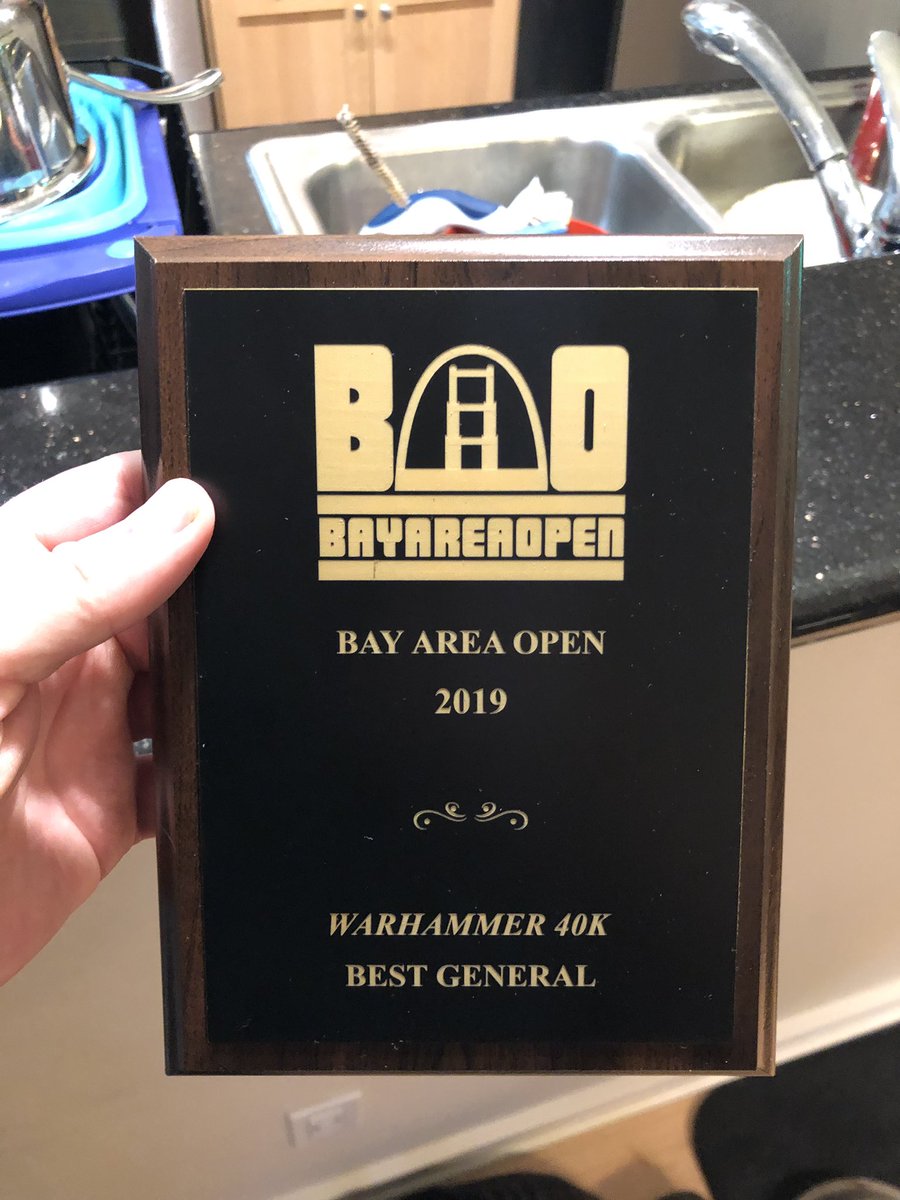 BAO
BAYAREAOPEN
BAY AREA OPEN
2019
WARHAMMER 40K
BEST GENERAL